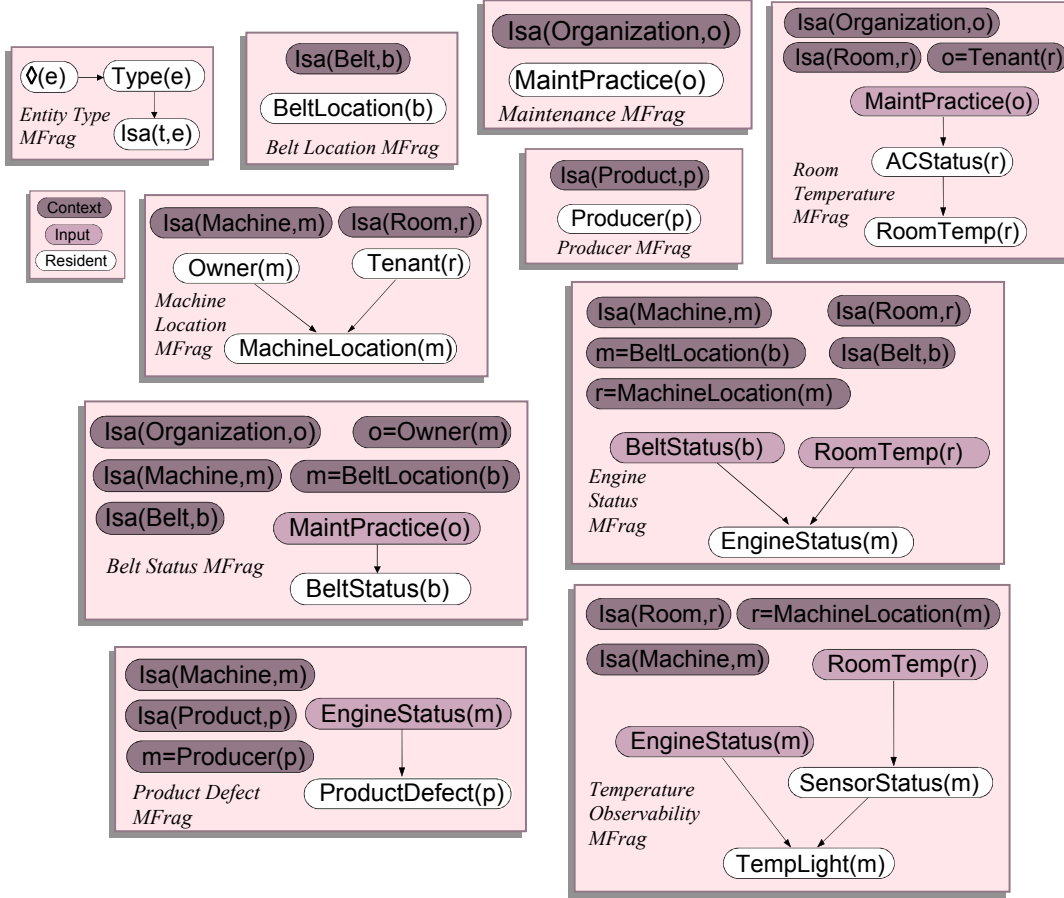 ◊(e)
Type(e)
Entity Type
MFrag
Isa(t,e)
Isa(Belt,b)
BeltLocation(b)
Belt Location MFrag
Isa(Organization,o)
MaintPractice(o)
Maintenance MFrag
Isa(Organization,o)
Isa(Room,r)
o=Tenant(r)
MaintPractice(o)
ACStatus(r)
Room
Temperature
MFrag
RoomTemp(r)
Context
Input
Resident
Isa(Machine,m)
Isa(Room,r)
Owner(m)
Tenant(r)
Machine
Location
MFrag
MachineLocation(m)
Isa(Product,p)
Producer(p)
Producer MFrag
Isa(Machine,m)
Isa(Room,r)
m=BeltLocation(b)
Isa(Belt,b)
r=MachineLocation(m)
BeltStatus(b)
RoomTemp(r)
Engine
Status
MFrag
EngineStatus(m)
Isa(Organization,o)
o=Owner(m)
Isa(Machine,m)
m=BeltLocation(b)
Isa(Belt,b)
MaintPractice(o)
Belt Status MFrag
BeltStatus(b)
Isa(Room,r)
r=MachineLocation(m)
Isa(Machine,m)
RoomTemp(r)
EngineStatus(m)
SensorStatus(m)
Temperature
Observability
MFrag
TempLight(m)
Isa(Machine,m)
Isa(Product,p)
EngineStatus(m)
m=Producer(p)
Product Defect
MFrag
ProductDefect(p)